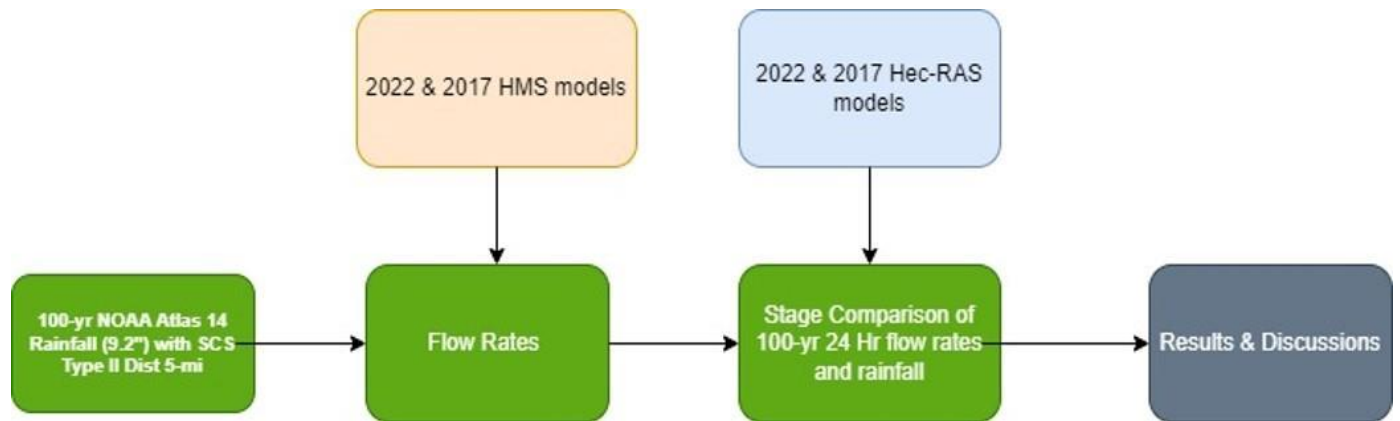 2022 & 2017 HMS models
2022 & 2017 Hec-RAS
models
100-yr NOAA Atlas 14
Rainfall (9.2") with SCS
Type II Dist 5-mi
Flow Rates
Stage Comparison of
100-yr 24 Hr flow rates
and rainfall
Results & Discussions